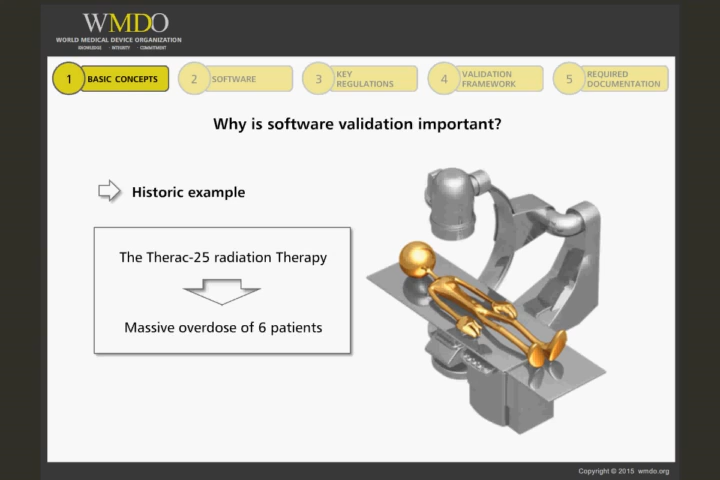 WMDO
WORLD MEDICAL DEVICE ORGANIZATION
KNOWLEDGE · INTEGRITY · COMMITMENT
1 BASIC CONCEPTS
2 SOFTWARE
3 KEY REGULATIONS
4 VALIDATION FRAMEWORK
5 REQUIRED DOCUMENTATION
Why is software validation important?
Historic example
The Therac-25 radiation Therapy
Massive overdose of 6 patients
Copyright © 2015 wmdo.org